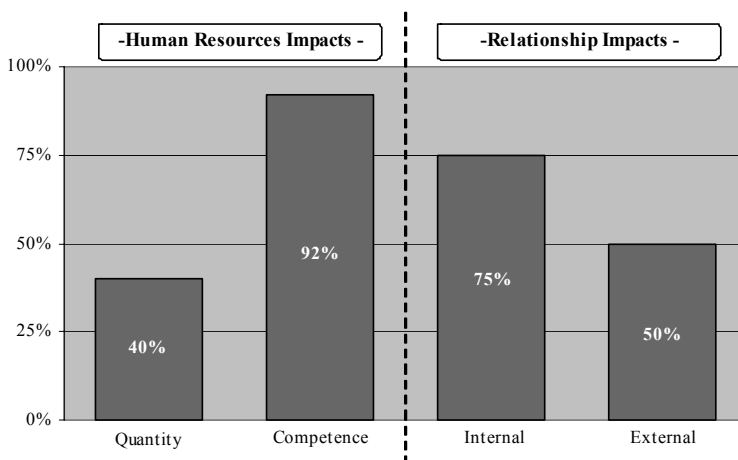 -Human Resources Impacts -
-Relationship Impacts -
100%
75%
50%
25%
0%
40%
92%
75%
50%
Quantity
Competence
Internal
External